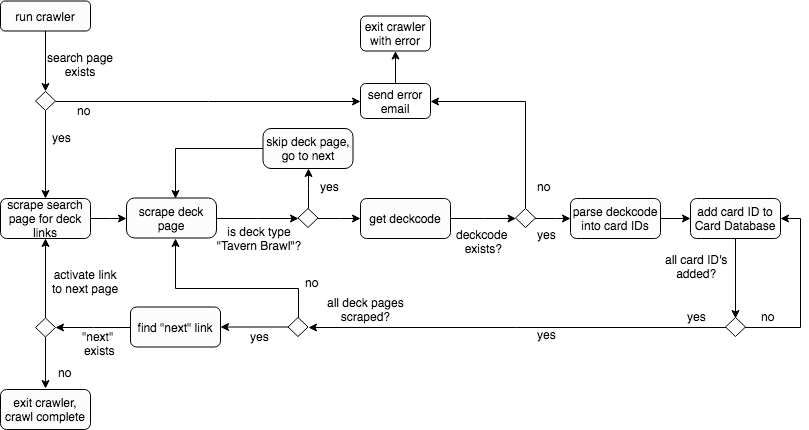 run crawler
search page
exists
no
yes
exit crawler
with error
send error
email
skip deck page,
go to next
yes
no
scrape search
page for deck
links
scrape deck
page
is deck type
"Tavern Brawl"?
get deckcode
deckcode
exists?
yes
parse deckcode
into card IDs
add card ID to
Card Database
all card ID's
added?
activate link
to next page
no
all deck pages
scraped?
yes
no
"next"
exists
find "next" link
yes
yes
no
exit crawler,
crawl complete